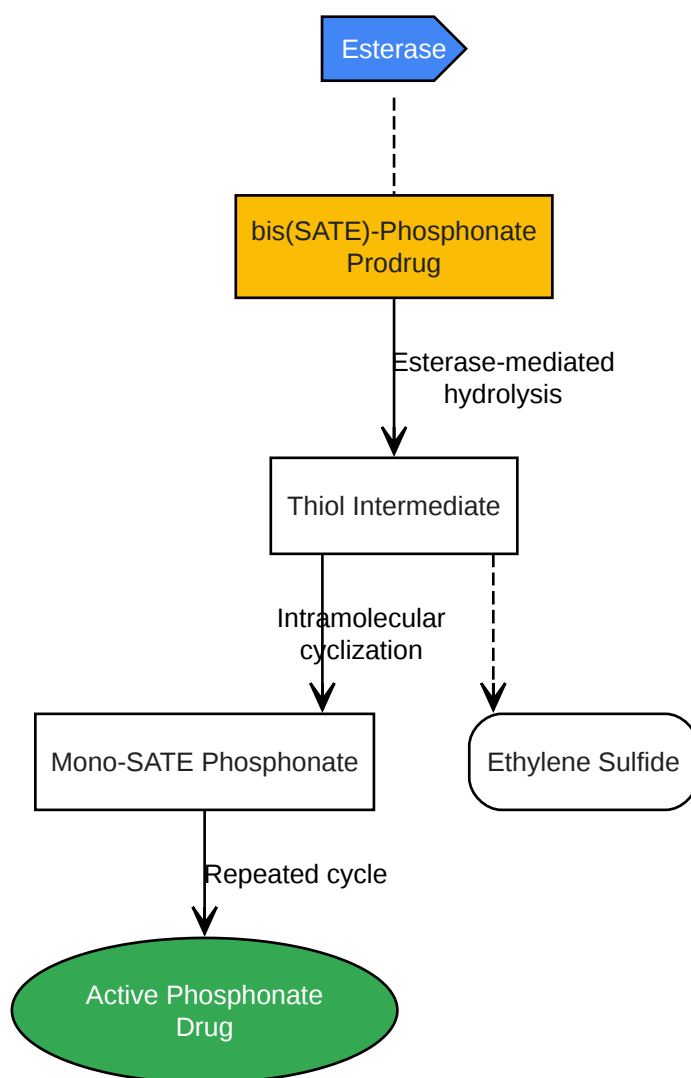 Esterase
bis(SATE)-Phosphonate
Prodrug
Esterase-mediated
hydrolysis
Thiol Intermediate
Intramolecular
cyclization
Mono-SATE Phosphonate
Ethylene Sulfide
Repeated cycle
Active Phosphonate
Drug